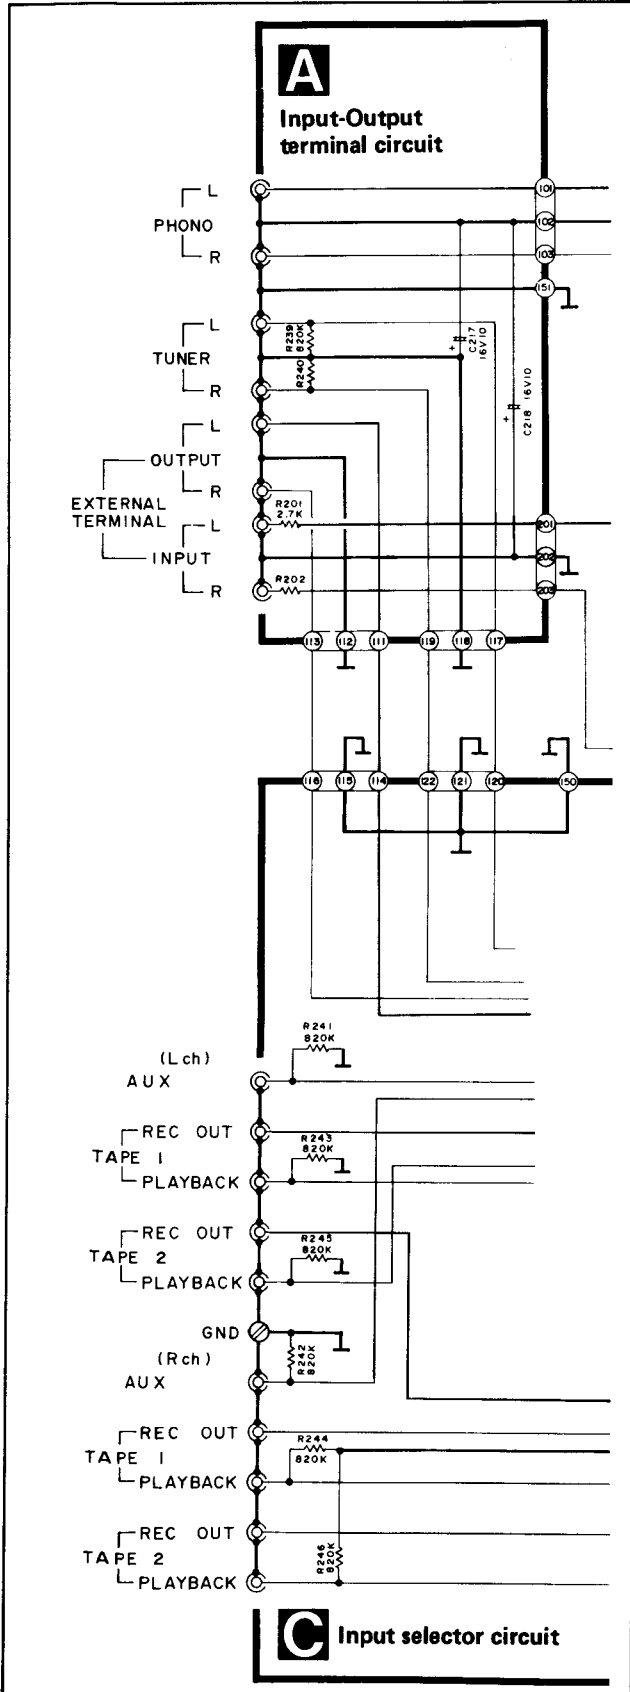 A
Input-Output
terminal circuit
L
101
PHONO
102
R
103
151
L
R239
820K
C217
16V10
TUNER
R240
R
C218 16V10
L
OUTPUT
R
EXTERNAL
TERMINAL
R201
2.7K
L
201
INPUT
202
R202
R
203
113
112
111
119
118
117
116
115
114
122
121
120
150
R241
820K
(Lch)
AUX
REC OUT
R243
820K
TAPE 1
PLAYBACK
REC OUT
R245
820K
TAPE 2
PLAYBACK
GND
(Rch)
R242
820K
AUX
REC OUT
R244
820K
TAPE 1
PLAYBACK
REC OUT
R246
820K
TAPE 2
PLAYBACK
C
Input selector circuit